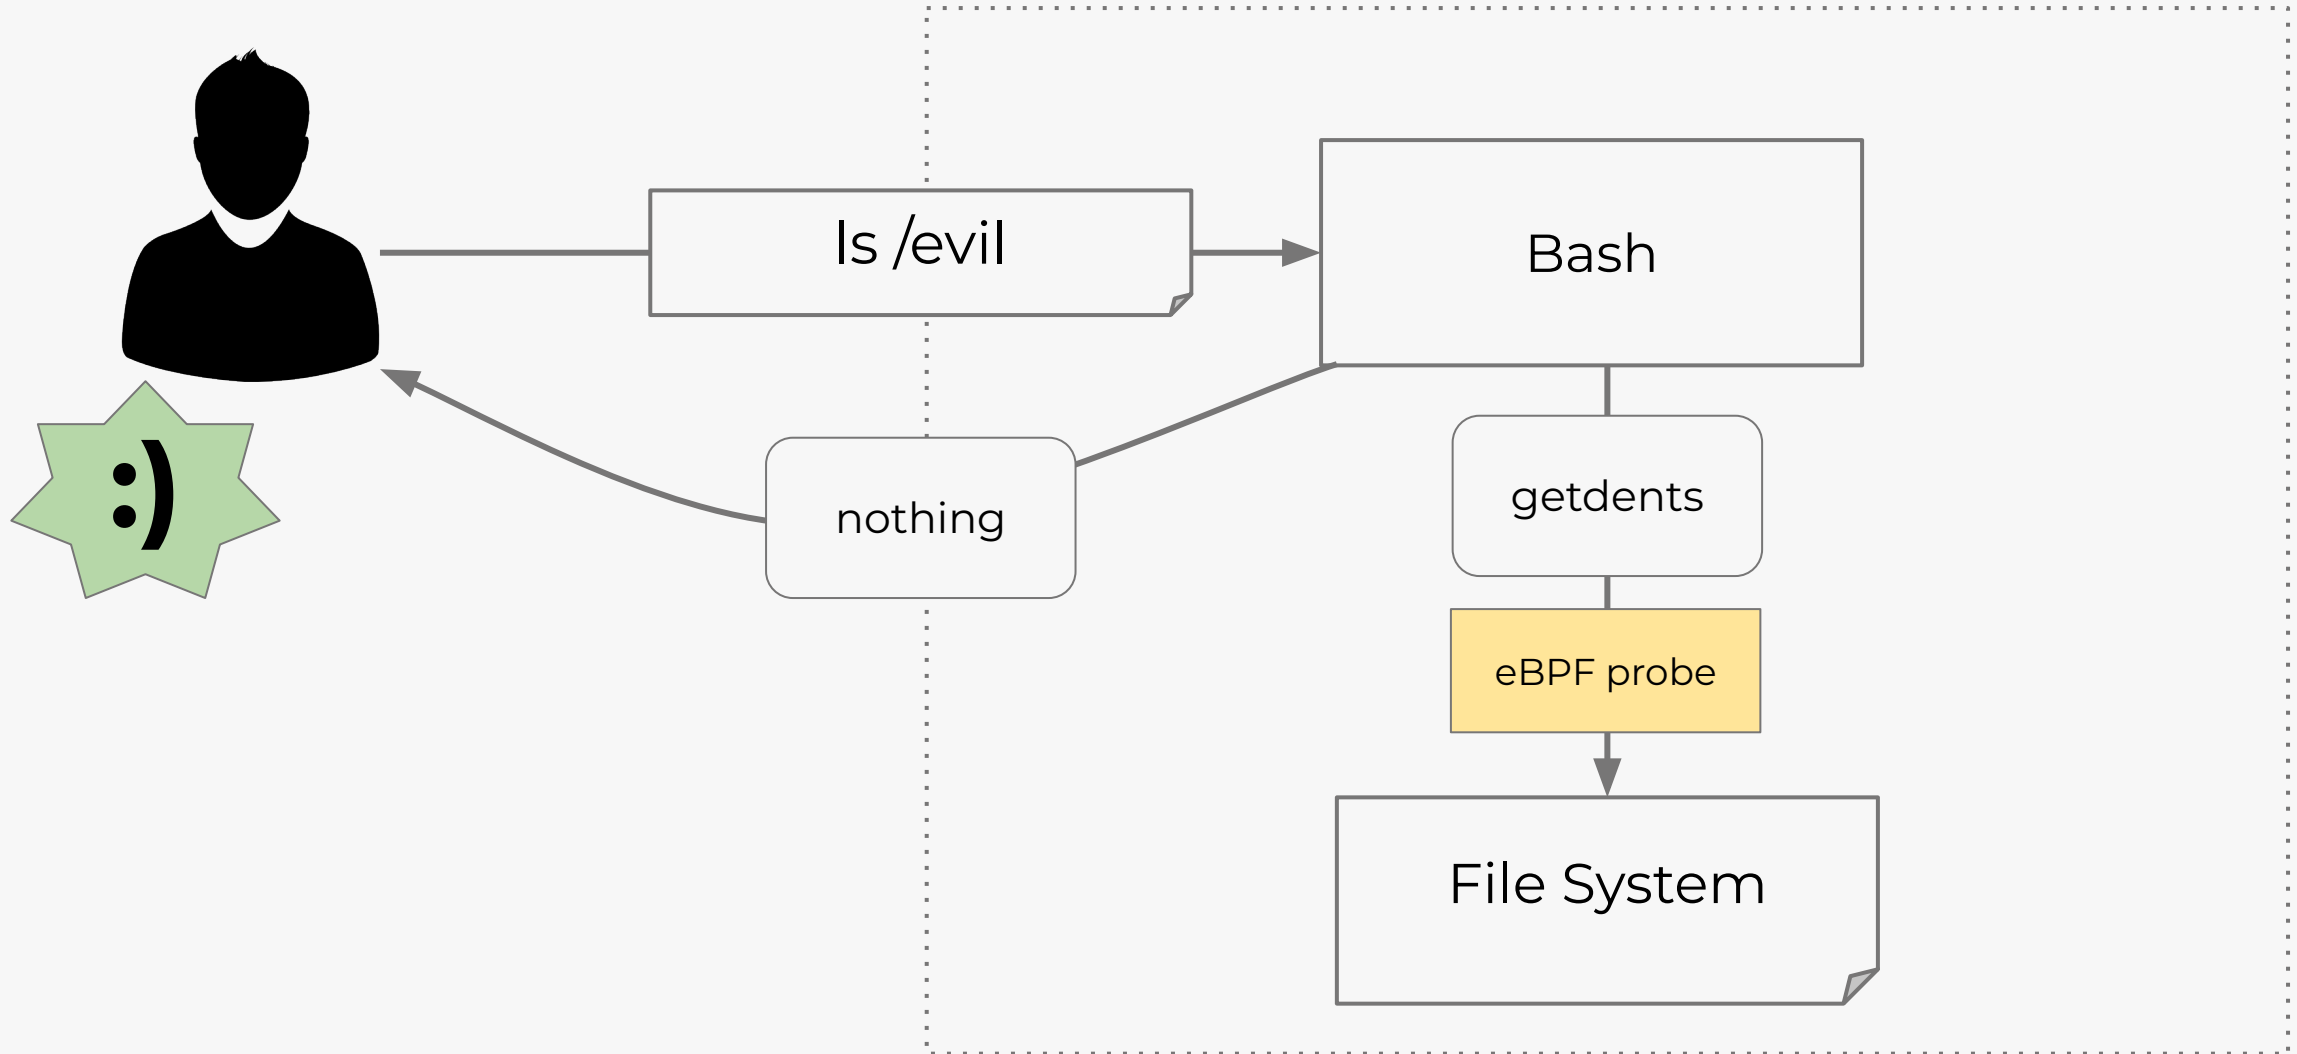 ls /evil
Bash
:)
nothing
getdents
eBPF probe
File System